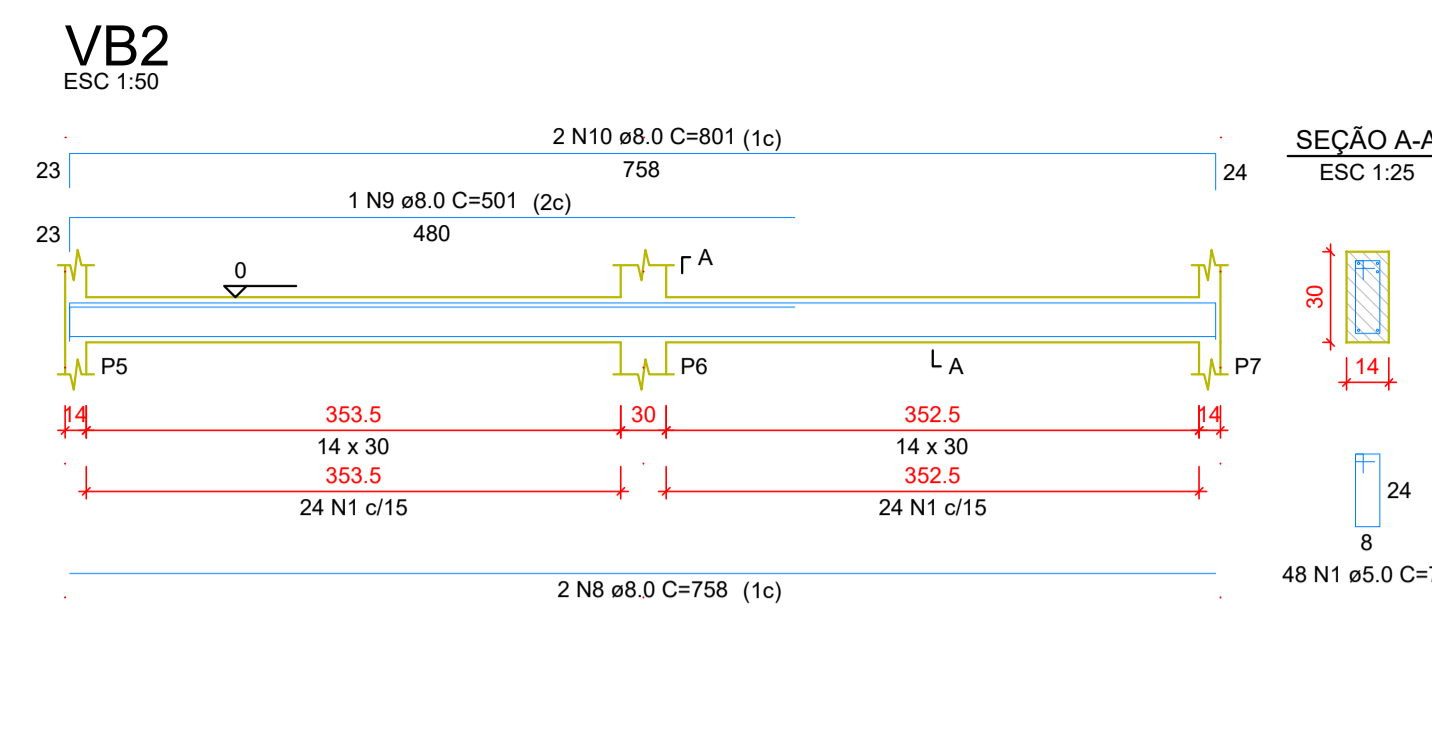 VB2
ESC 1:50
2 N10 ø8.0 C=801 (1c)
23
758
24
1 N9 ø8.0 C=501 (2c)
23
480
0
A
P5
P6
A
P7
14
353.5
30
352.5
14
14 x 30
14 x 30
353.5
352.5
24 N1 c/15
24 N1 c/15
2 N8 ø8.0 C=758 (1c)
SEÇÃO A-A
ESC 1:25
30
14
24
8
48 N1 ø5.0 C=7